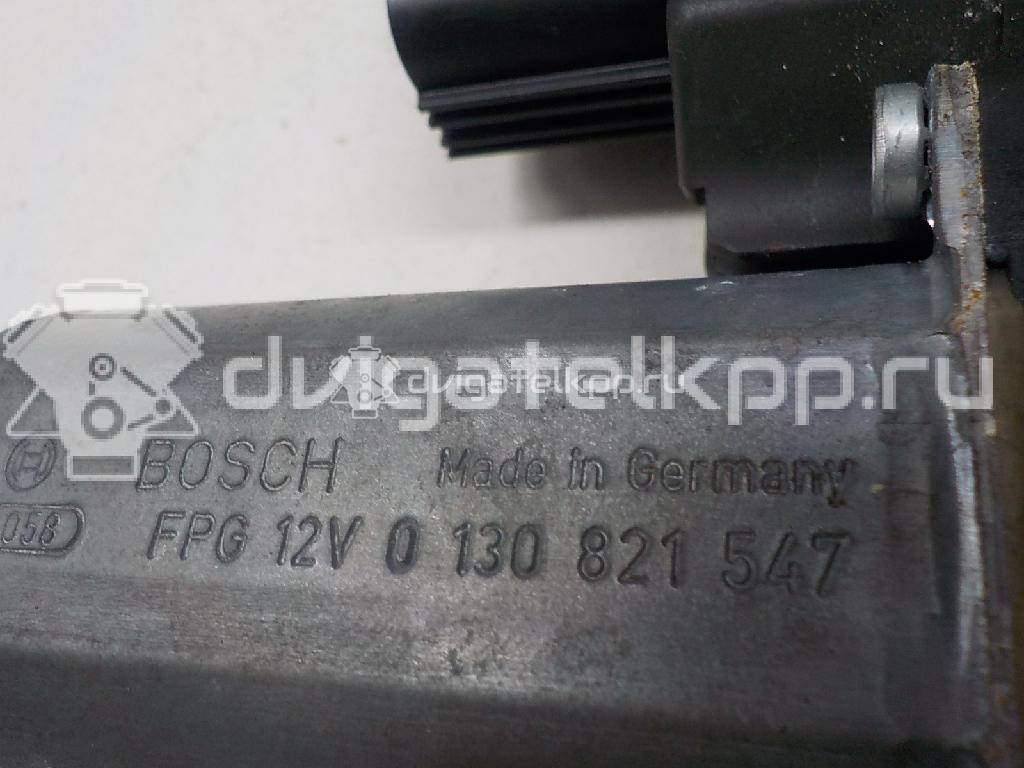 dvigatelkpp.ru
dvigatelkpp.ru
BOSCH Made in Germany
058 FPG 12V 0 130 821 547